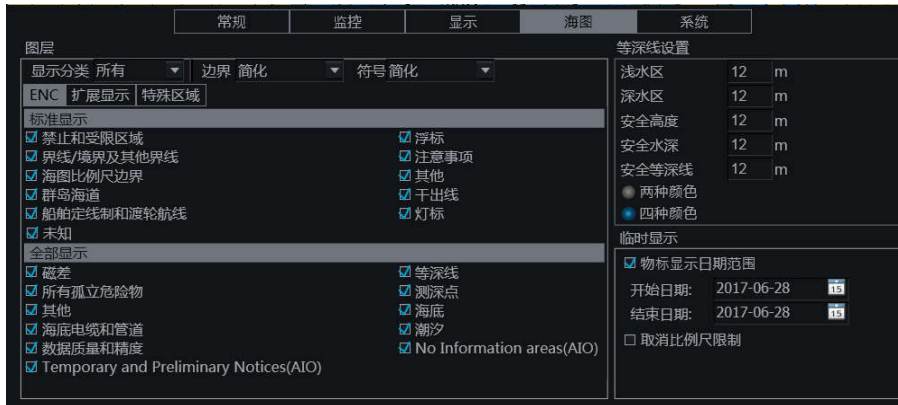 常规 监控 显示 海图 系统
图层
显示分类 所有 边界 简化 符号 简化
ENC 扩展显示 特殊区域
标准显示
禁止和受限区域 浮标
界线/境界及其他界线 注意事项
海图比例尺边界 其他
群岛海道 干出线
船舶定线制和渡轮航线 灯标
未知
全部显示
磁差 等深线
所有孤立危险物 测深点
其他 海底
海底电缆和管道 潮汐
数据质量和精度 No Information areas(AIO)
Temporary and Preliminary Notices(AIO)
等深线设置
浅水区 12 m
深水区 12 m
安全高度 12 m
安全水深 12 m
安全等深线 12 m
两种颜色
四种颜色
临时显示
物标显示日期范围
开始日期: 2017-06-28 15
结束日期: 2017-06-28 15
取消比例尺限制